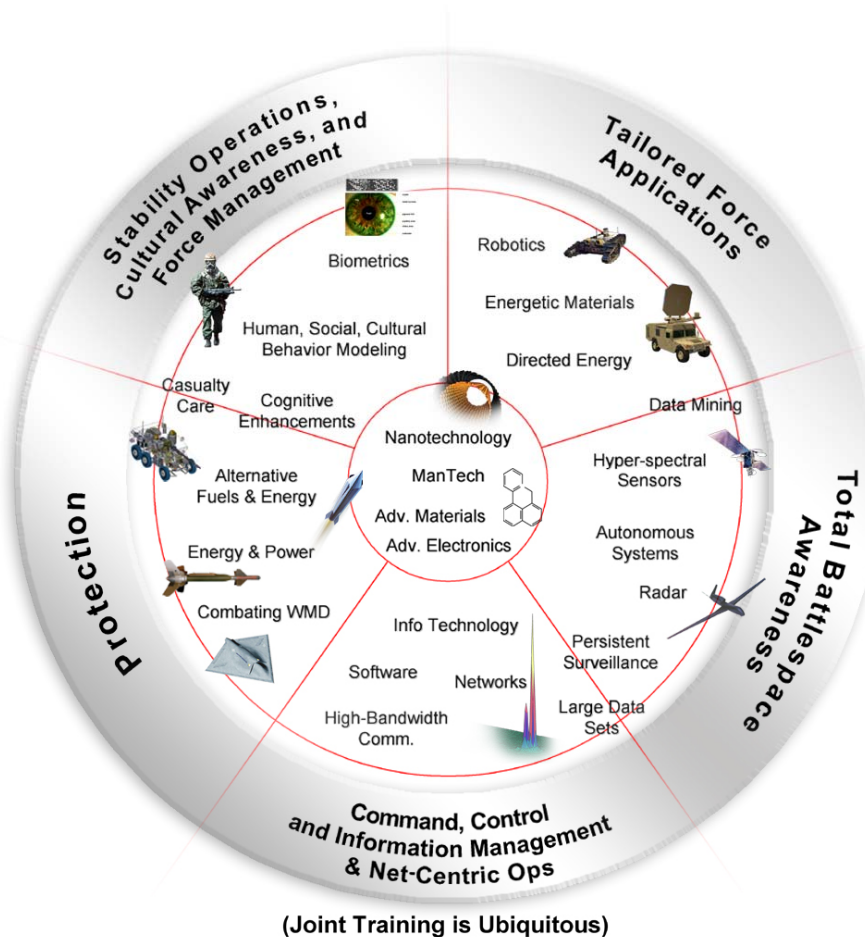 Stability Operations,
Cultural Awareness, and
Force Management
Tailored Force
Applications
Biometrics
Human, Social, Cultural
Behavior Modeling
Robotics
Energetic Materials
Directed Energy
Casualty
Care
Cognitive
Enhancements
Data Mining
Nanotechnology
ManTech
Adv. Materials
Adv. Electronics
Hyper-spectral
Sensors
Alternative
Fuels & Energy
Autonomous
Systems
Energy & Power
Radar
Combating WMD
Protection
Total Battlespace
Awareness
Info Technology
Persistent
Surveillance
Software
Networks
High-Bandwidth
Comm.
Large Data
Sets
Command, Control
and Information Management
& Net-Centric Ops
(Joint Training is Ubiquitous)